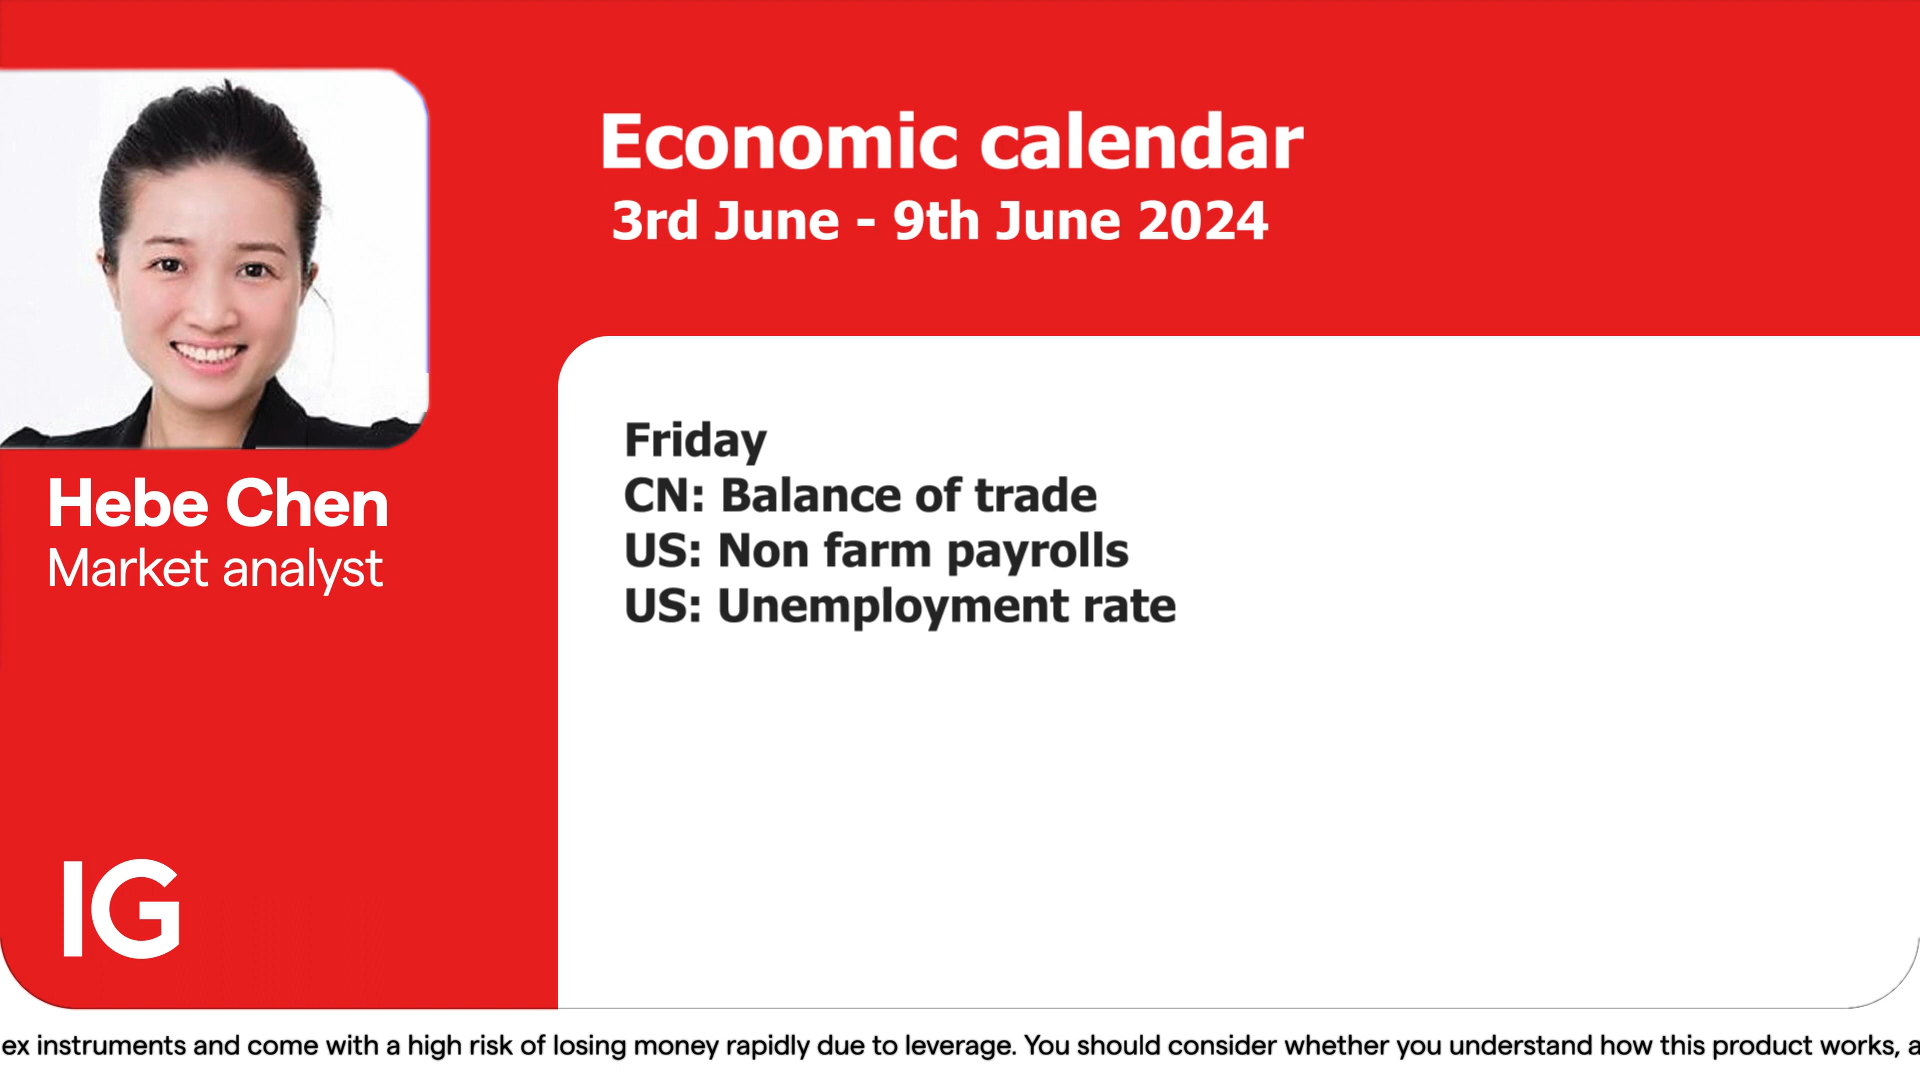 Economic calendar
3rd June - 9th June 2024
Hebe Chen
Market analyst
Friday
CN: Balance of trade
US: Non farm payrolls
US: Unemployment rate
IG
ex instruments and come with a high risk of losing money rapidly due to leverage. You should consider whether you understand how this product works, a